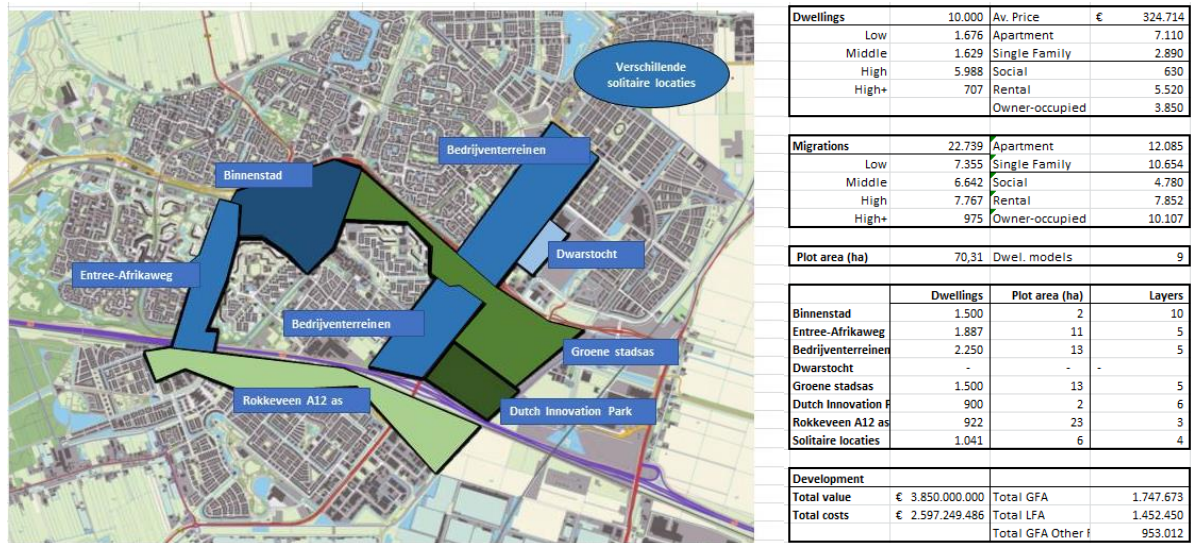 Verschillende
solitaire locaties
Bedrijventerreinen
Binnenstad
Dwarstocht
Entree-Afrikaweg
Bedrijventerreinen
Groene stadsas
Rokkeveen A12 as
Dutch Innovation Park
Dwellings 10.000 Av. Price € 324.714
Low 1.676 Apartment 7.110
Middle 1.629 Single Family 2.890
High 5.988 Social 630
High+ 707 Rental 5.520
Owner-occupied 3.850
Migrations 22.739 Apartment 12.085
Low 7.355 Single Family 10.654
Middle 6.642 Social 4.780
High 7.767 Rental 7.852
High+ 975 Owner-occupied 10.107
Plot area (ha) 70,31 Dwel. models 9
Dwellings Plot area (ha) Layers
Binnenstad 1.500 2 10
Entree-Afrikaweg 1.887 11 5
Bedrijventerreinen 2.250 13 5
Dwarstocht - - -
Groene stadsas 1.500 13 5
Dutch Innovation P 900 2 6
Rokkeveen A12 as 922 23 3
Solitaire locaties 1.041 6 4
Development
Total value € 3.850.000.000 Total GFA 1.747.673
Total costs € 2.597.249.486 Total LFA 1.452.450
Total GFA Other F 953.012